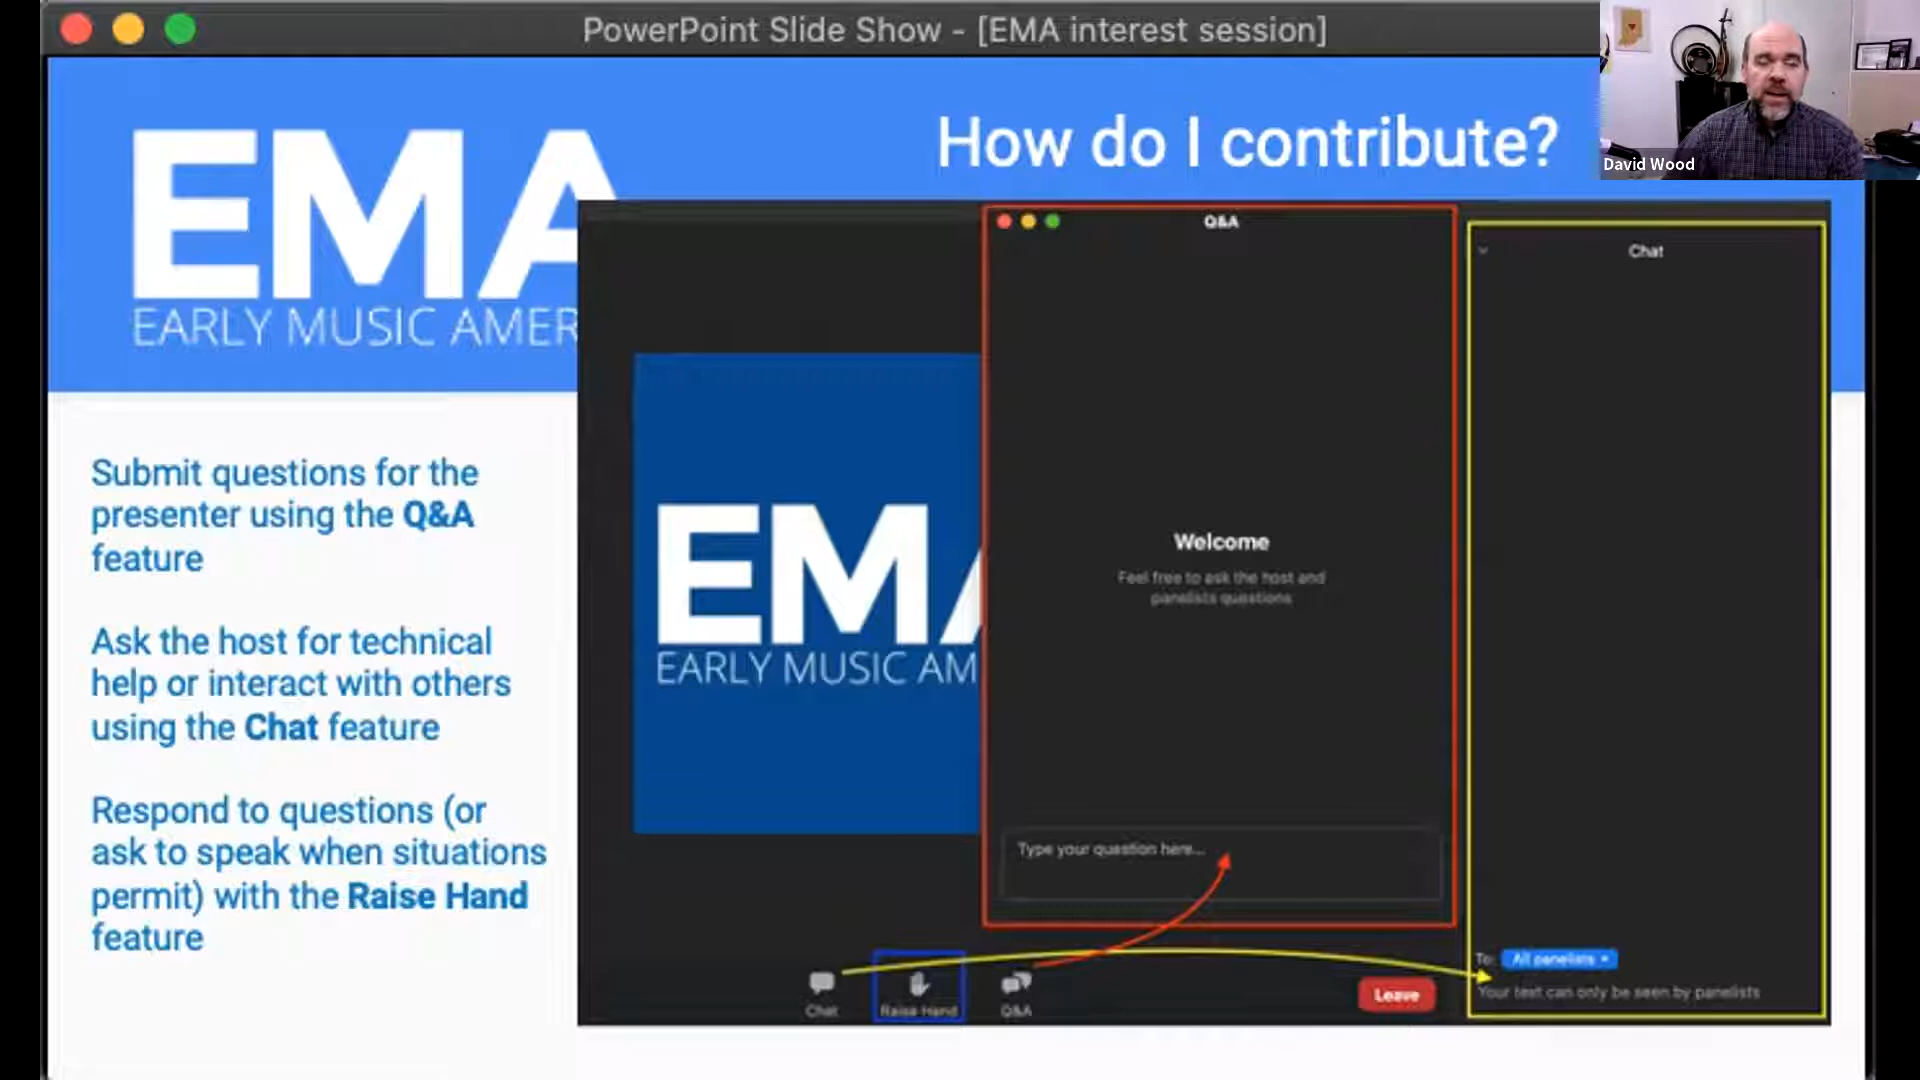 PowerPoint Slide Show - [EMA interest session]
David Wood
How do I contribute?
EMA
EARLY MUSIC AMER
Submit questions for the
presenter using the Q&A
feature
Ask the host for technical
help or interact with others
using the Chat feature
Respond to questions (or
ask to speak when situations
permit) with the Raise Hand
feature
EMA
EARLY MUSIC AM
Q&A
Welcome
Feel free to ask the host and
panelists questions
Type your question here...
Chat
To: All panelists
Your text can only be seen by panelists
Chat
Raise Hand
Q&A
Leave